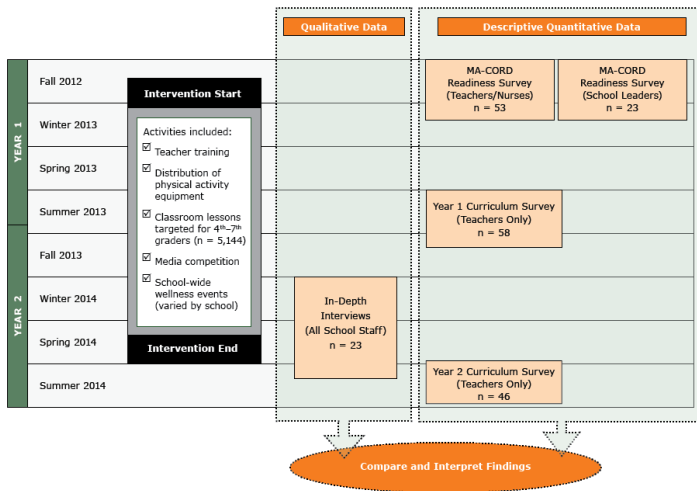 Qualitative Data
Descriptive Quantitative Data
YEAR 1
Fall 2012
Winter 2013
Spring 2013
Summer 2013
YEAR 2
Fall 2013
Winter 2014
Spring 2014
Summer 2014
Intervention Start
Activities included:
Teacher training
Distribution of
physical activity
equipment
Classroom lessons
targeted for 4th–7th
graders (n = 5,144)
Media competition
School-wide
wellness events
(varied by school)
Intervention End
In-Depth
Interviews
(All School Staff)
n = 23
MA-CORD
Readiness Survey
(Teachers/Nurses)
n = 53
MA-CORD
Readiness Survey
(School Leaders)
n = 23
Year 1 Curriculum Survey
(Teachers Only)
n = 58
Year 2 Curriculum Survey
(Teachers Only)
n = 46
Compare and Interpret Findings